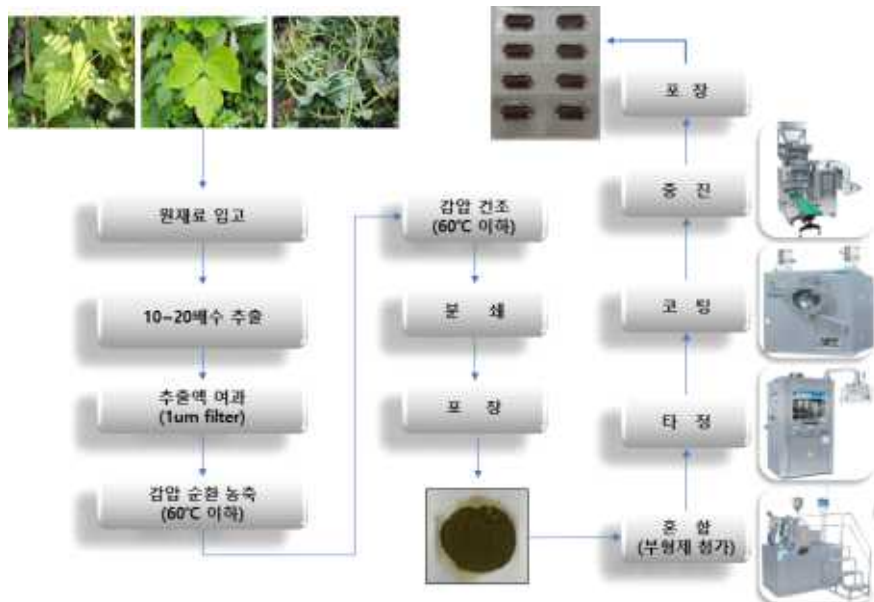 원재료 입고
10~20배수 추출
추출액 여과
(1um filter)
감압 순환 농축
(60℃ 이하)
감압 건조
(60℃ 이하)
분 쇄
포 장
혼 합
(부형제 첨가)
타 정
코 팅
충 진
포 장